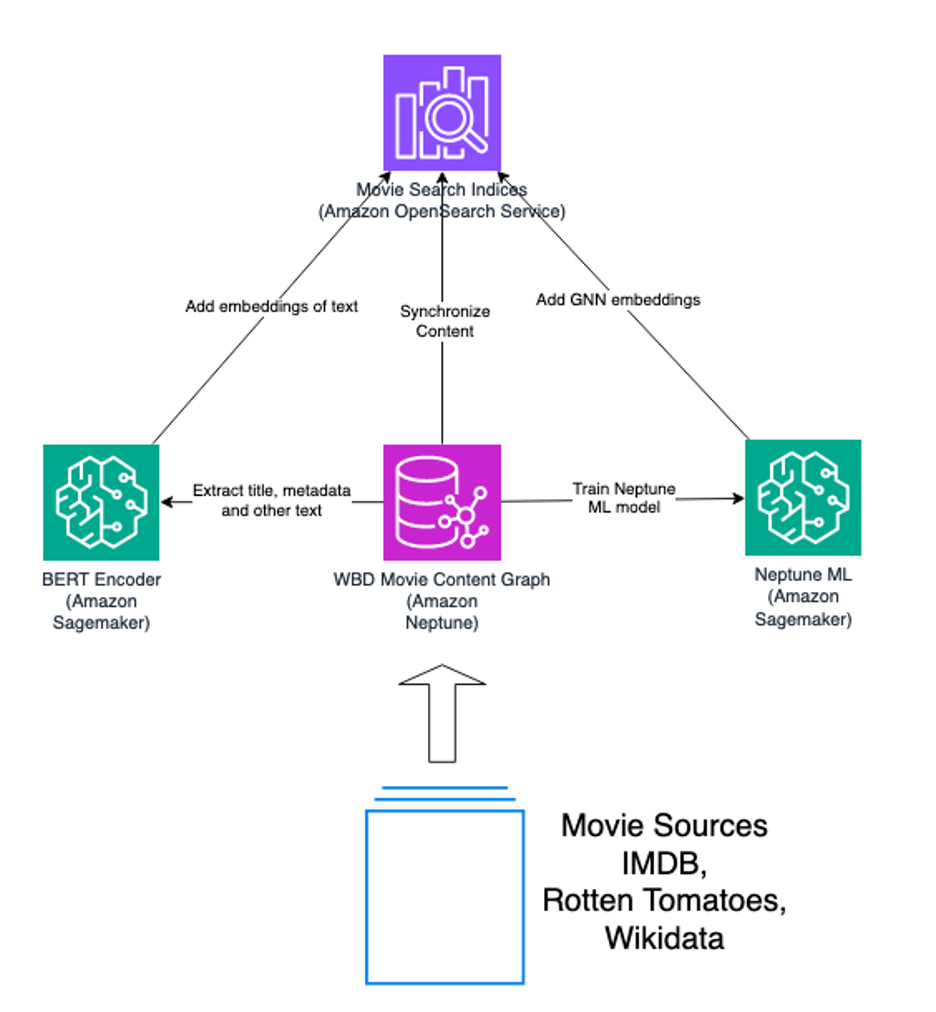 Movie Search Indices
(Amazon OpenSearch Service)
Add embeddings of text
Synchronize
Content
Add GNN embeddings
Extract title, metadata
and other text
Train Neptune
ML model
BERT Encoder
(Amazon
Sagemaker)
WBD Movie Content Graph
(Amazon
Neptune)
Neptune ML
(Amazon
Sagemaker)
Movie Sources
IMDB,
Rotten Tomatoes,
Wikidata